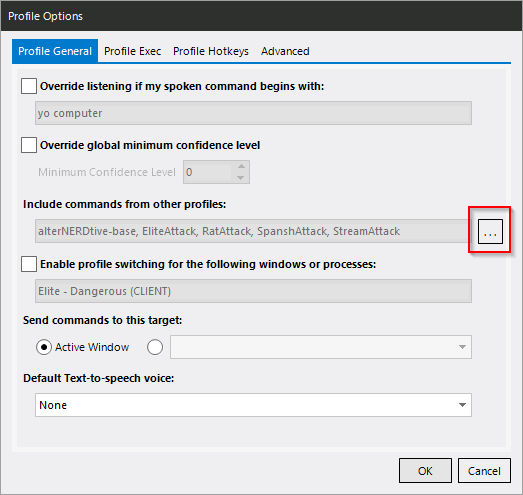 Profile Options
Profile General Profile Exec Profile Hotkeys Advanced
Override listening if my spoken command begins with:
yo computer
Override global minimum confidence level
Minimum Confidence Level 0
Include commands from other profiles:
alterNERDtive-base, EliteAttack, RatAttack, SpanshAttack, StreamAttack
...
Enable profile switching for the following windows or processes:
Elite - Dangerous (CLIENT)
Send commands to this target:
Active Window
Default Text-to-speech voice:
None
OK Cancel